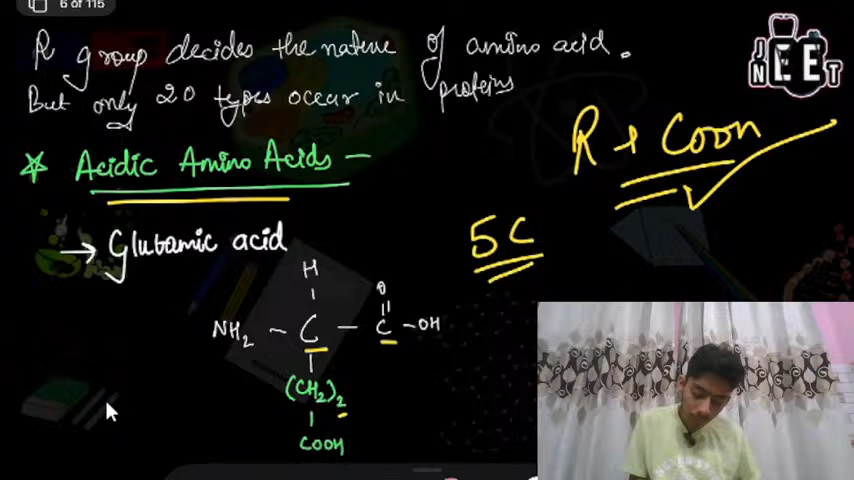 6 of 115
R group decides the nature of amino acid.
But only 20 types occur in proteins
JNEET
R + COOH
Acidic Amino Acids —
→ Glutamic acid
5C
H
O
NH2 — C — C — OH
(CH2)2
COOH